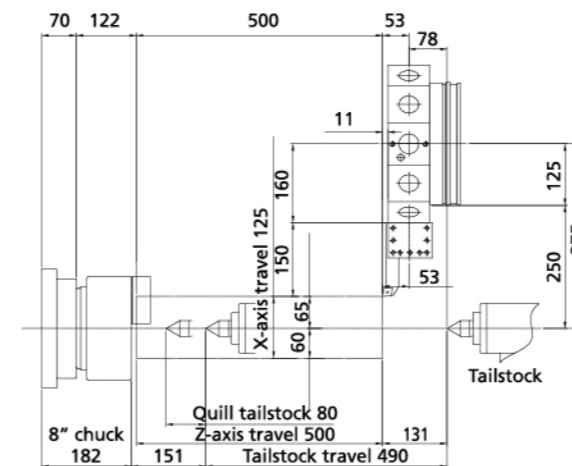 70 122 500 53
78
11
160
125
X-axis travel 125
150
250
53
65
60
Tailstock
Quill tailstock 80
8" chuck Z-axis travel 500 131
182 151 Tailstock travel 490